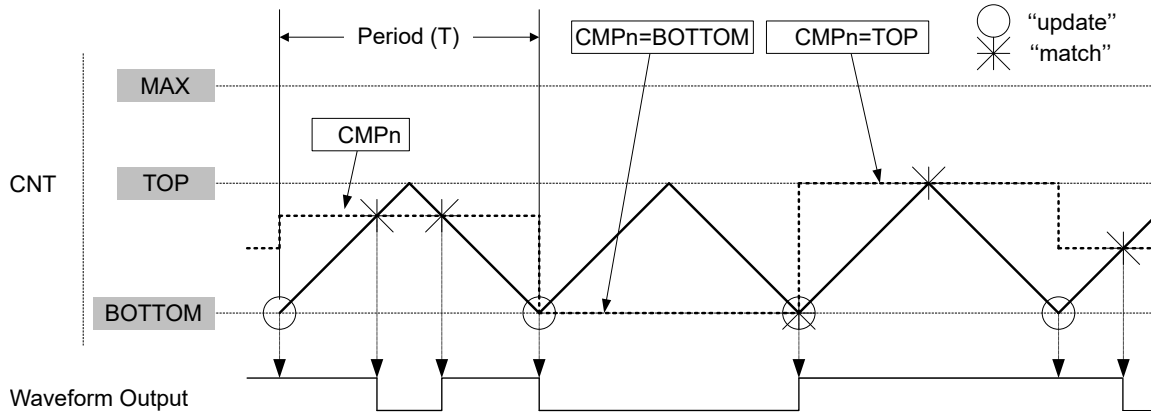 Period (T)
CMPn=BOTTOM
CMPn=TOP
“update”
“match”
MAX
CMPn
CNT
TOP
BOTTOM
Waveform Output